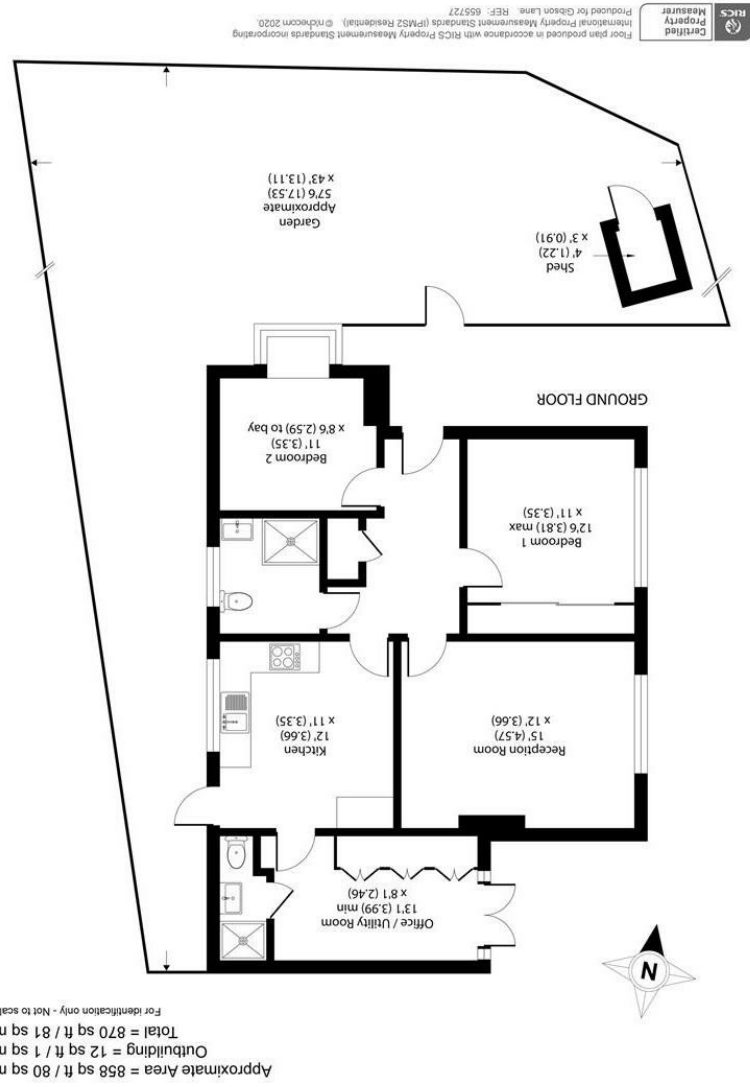 Approximate Area = 858 sq ft / 80 sq
Outbuilding = 12 sq ft / 1 sq
Total = 870 sq ft / 81 sq
For identification only - Not to
N
Office / Utility Room
13'1 (3.99) min
x 8'1 (2.46)
Reception Room
15' (4.57)
x 12' (3.66)
Kitchen
12' (3.66)
x 11' (3.35)
Bedroom 1
12'6 (3.81) max
x 11' (3.35)
Bedroom 2
11' (3.35)
x 8'6 (2.59) to bay
GROUND FLOOR
Shed
4' (1.22)
x 3' (0.91)
Garden
Approximate
57'6 (17.53)
x 43' (13.11)
RICS
Certified
Property
Measurer
Floor plan produced in accordance with RICS Property Measurement Standards incorporating
International Property Measurement Standards (IPMS2 Residential). © nichecom 2020.
Produced for Gibson Lane. REF: 655727